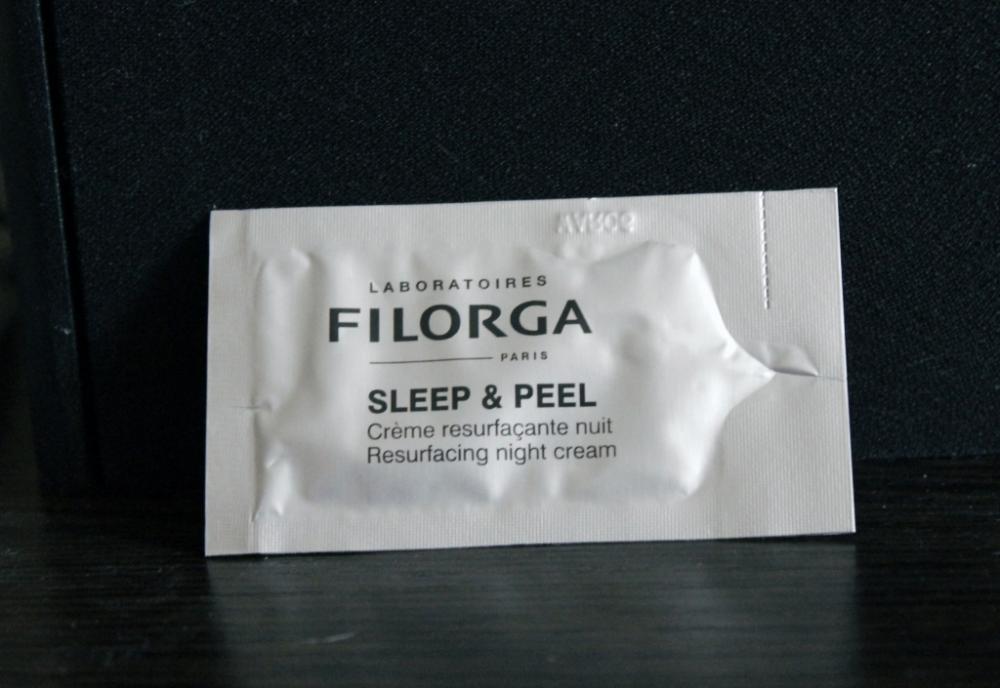 LABORATOIRES
FILORGA
PARIS
SLEEP & PEEL
Crème resurfaçante nuit
Resurfacing night cream